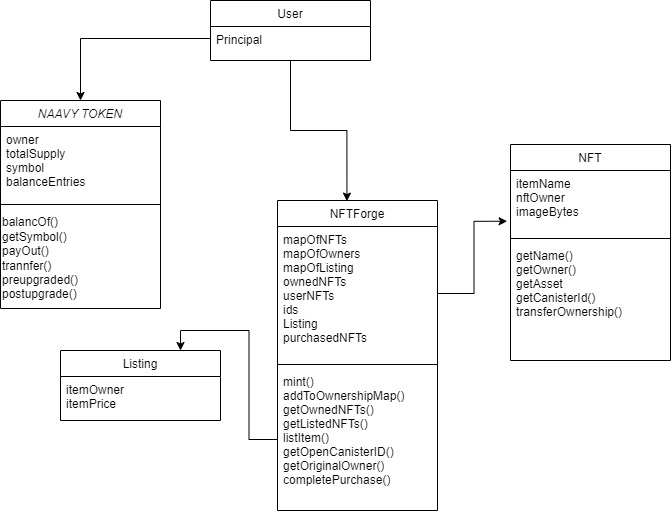 User
Principal
NAAVY TOKEN
owner
totalSupply
symbol
balanceEntries
balancOf()
getSymbol()
payOut()
trannfer()
preupgraded()
postupgrade()
NFTForge
mapOfNFTs
mapOfOwners
mapOfListing
ownedNFTs
userNFTs
ids
Listing
purchasedNFTs
mint()
addToOwnershipMap()
getOwnedNFTs()
getListedNFTs()
listItem()
getOpenCanisterID()
getOriginalOwner()
completePurchase()
NFT
itemName
nftOwner
imageBytes
getName()
getOwner()
getAsset
getCanisterId()
transferOwnership()
Listing
itemOwner
itemPrice